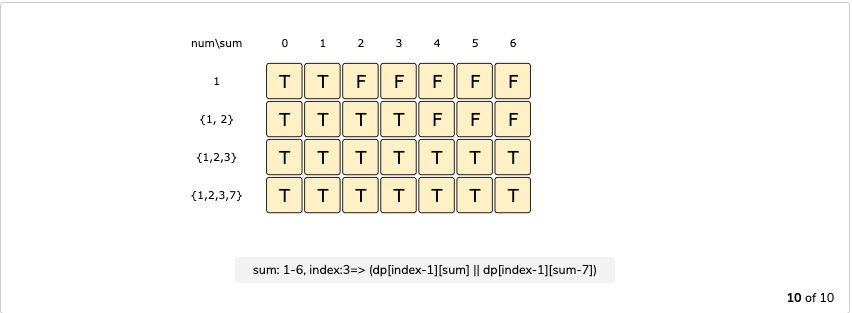 num\sum 0 1 2 3 4 5 6
1 T T F F F F F
{1, 2} T T T T F F F
{1,2,3} T T T T T T T
{1,2,3,7} T T T T T T T
sum: 1-6, index:3=> (dp[index-1][sum] || dp[index-1][sum-7])
10 of 10